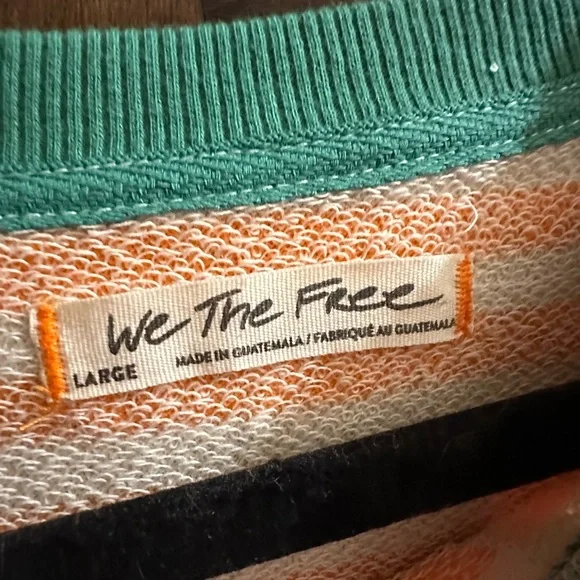 We The Free
MADE IN GUATEMALA / FABRIQUÉ AU GUATEMALA
LARGE